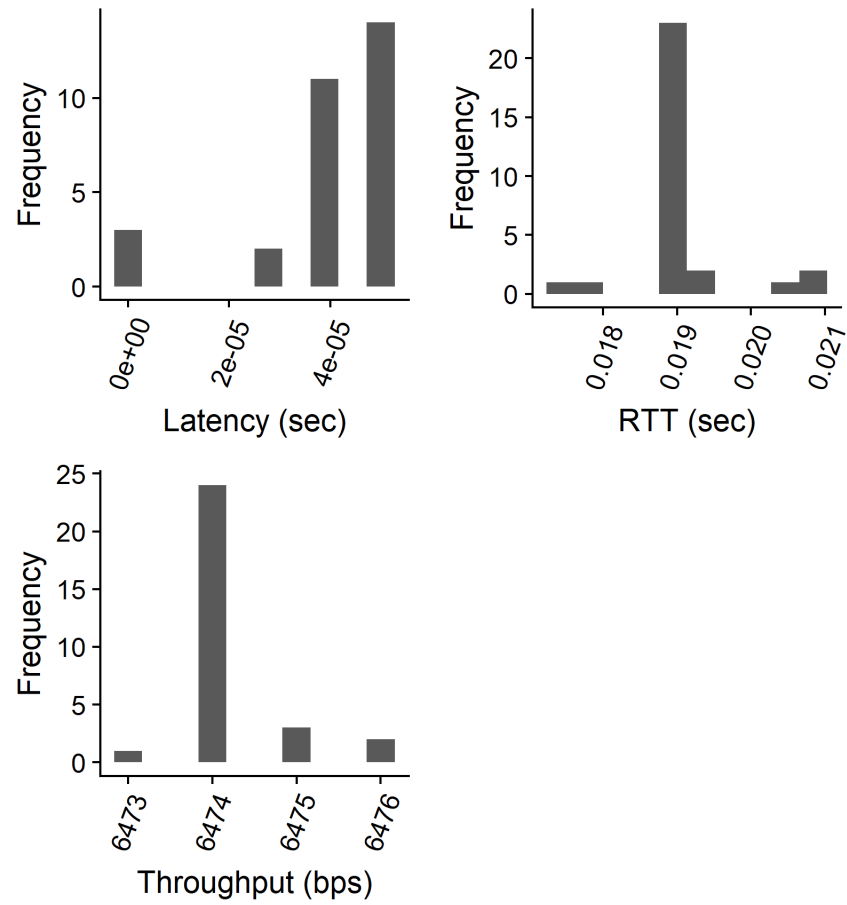 Frequency
10
5
0
0e+00
2e-05
4e-05
Latency (sec)
Frequency
20
15
10
5
0
0.018
0.019
0.020
0.021
RTT (sec)
Frequency
25
20
15
10
5
0
6473
6474
6475
6476
Throughput (bps)